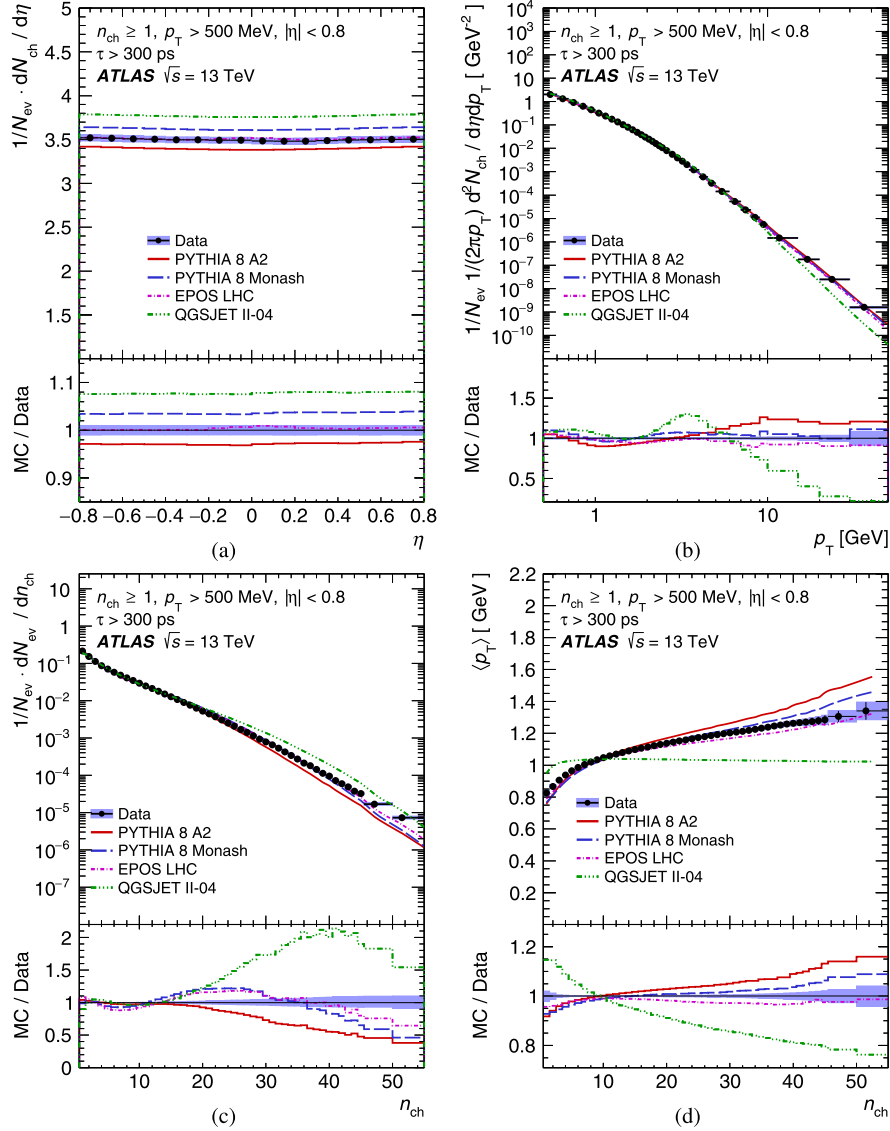 n_ch ≥ 1, p_T > 500 MeV, |η| < 0.8
τ > 300 ps
ATLAS √s = 13 TeV
1/N_ev · dN_ch / dη
5
4.5
4
3.5
3
2.5
2
1.5
Data
PYTHIA 8 A2
PYTHIA 8 Monash
EPOS LHC
QGSJET II-04
MC / Data
1.1
1
0.9
−0.8 −0.6 −0.4 −0.2 0 0.2 0.4 0.6 0.8
η
(a)
n_ch ≥ 1, p_T > 500 MeV, |η| < 0.8
τ > 300 ps
ATLAS √s = 13 TeV
1/N_ev 1/(2πp_T) d²N_ch / dηdp_T [ GeV⁻² ]
10⁴
10³
10²
10
1
10⁻¹
10⁻²
10⁻³
10⁻⁴
10⁻⁵
10⁻⁶
10⁻⁷
10⁻⁸
10⁻⁹
10⁻¹⁰
Data
PYTHIA 8 A2
PYTHIA 8 Monash
EPOS LHC
QGSJET II-04
MC / Data
1.5
1
0.5
1 10
p_T [GeV]
(b)
n_ch ≥ 1, p_T > 500 MeV, |η| < 0.8
τ > 300 ps
ATLAS √s = 13 TeV
1/N_ev · dN_ev / dn_ch
10
1
10⁻¹
10⁻²
10⁻³
10⁻⁴
10⁻⁵
10⁻⁶
10⁻⁷
Data
PYTHIA 8 A2
PYTHIA 8 Monash
EPOS LHC
QGSJET II-04
MC / Data
2
1.5
1
0.5
0
10 20 30 40 50
n_ch
(c)
n_ch ≥ 1, p_T > 500 MeV, |η| < 0.8
τ > 300 ps
ATLAS √s = 13 TeV
⟨p_T⟩ [ GeV ]
2.2
2
1.8
1.6
1.4
1.2
1
0.8
0.6
0.4
0.2
0
Data
PYTHIA 8 A2
PYTHIA 8 Monash
EPOS LHC
QGSJET II-04
MC / Data
1.2
1
0.8
10 20 30 40 50
n_ch
(d)